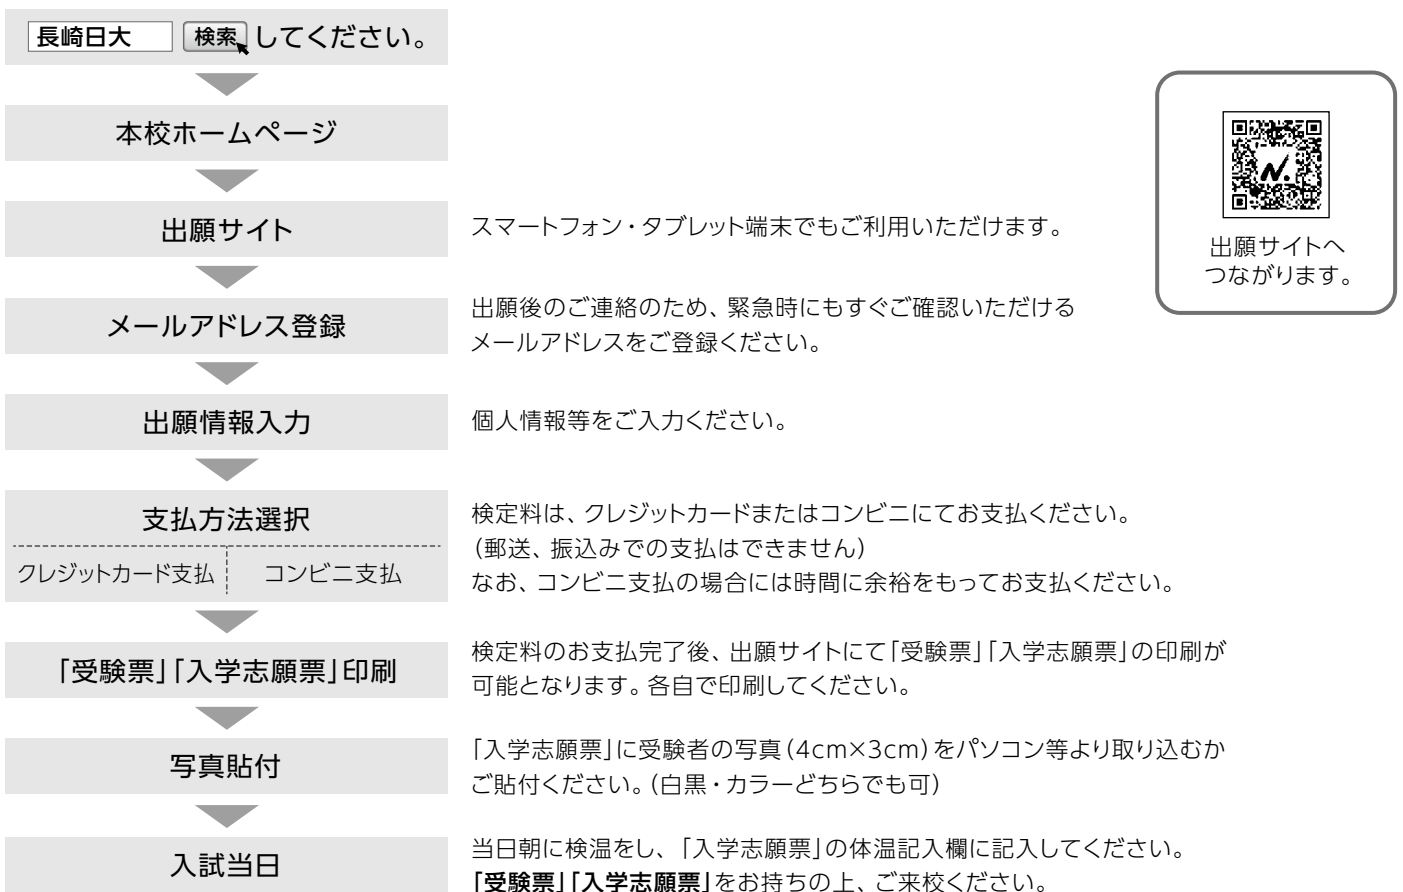 長崎日大 検索 してください。
本校ホームページ
出願サイト
スマートフォン・タブレット端末でもご利用いただけます。
出願サイトへ
つながります。
メールアドレス登録
出願後のご連絡のため、緊急時にもすぐご確認いただける
メールアドレスをご登録ください。
出願情報入力
個人情報等をご入力ください。
支払方法選択
クレジットカード支払 コンビニ支払
検定料は、クレジットカードまたはコンビニにてお支払ください。
（郵送、振込みでの支払はできません）
なお、コンビニ支払の場合には時間に余裕をもってお支払ください。
「受験票」「入学志願票」印刷
検定料のお支払完了後、出願サイトにて「受験票」「入学志願票」の印刷が
可能となります。各自で印刷してください。
写真貼付
「入学志願票」に受験者の写真（4cm×3cm）をパソコン等より取り込むか
ご貼付ください。（白黒・カラーどちらでも可）
入試当日
当日朝に検温をし、「入学志願票」の体温記入欄に記入してください。
「受験票」「入学志願票」をお持ちの上、ご来校ください。